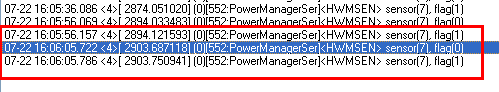 07-22 16:05:36.086 <4>[ 2874.051020] (0)[552:PowerManagerSer]<HWMSEN> sensor(7), flag(1)
07-22 16:05:56.069 <4>[ 2894.033483] (0)[552:PowerManagerSer]<HWMSEN> sensor(7), flag(0)
07-22 16:05:56.157 <4>[ 2894.121593] (0)[552:PowerManagerSer]<HWMSEN> sensor(7), flag(1)
07-22 16:06:05.722 <4>[ 2903.687118] (0)[552:PowerManagerSer]<HWMSEN> sensor(7), flag(0)
07-22 16:06:05.786 <4>[ 2903.750941] (0)[552:PowerManagerSer]<HWMSEN> sensor(7), flag(1)